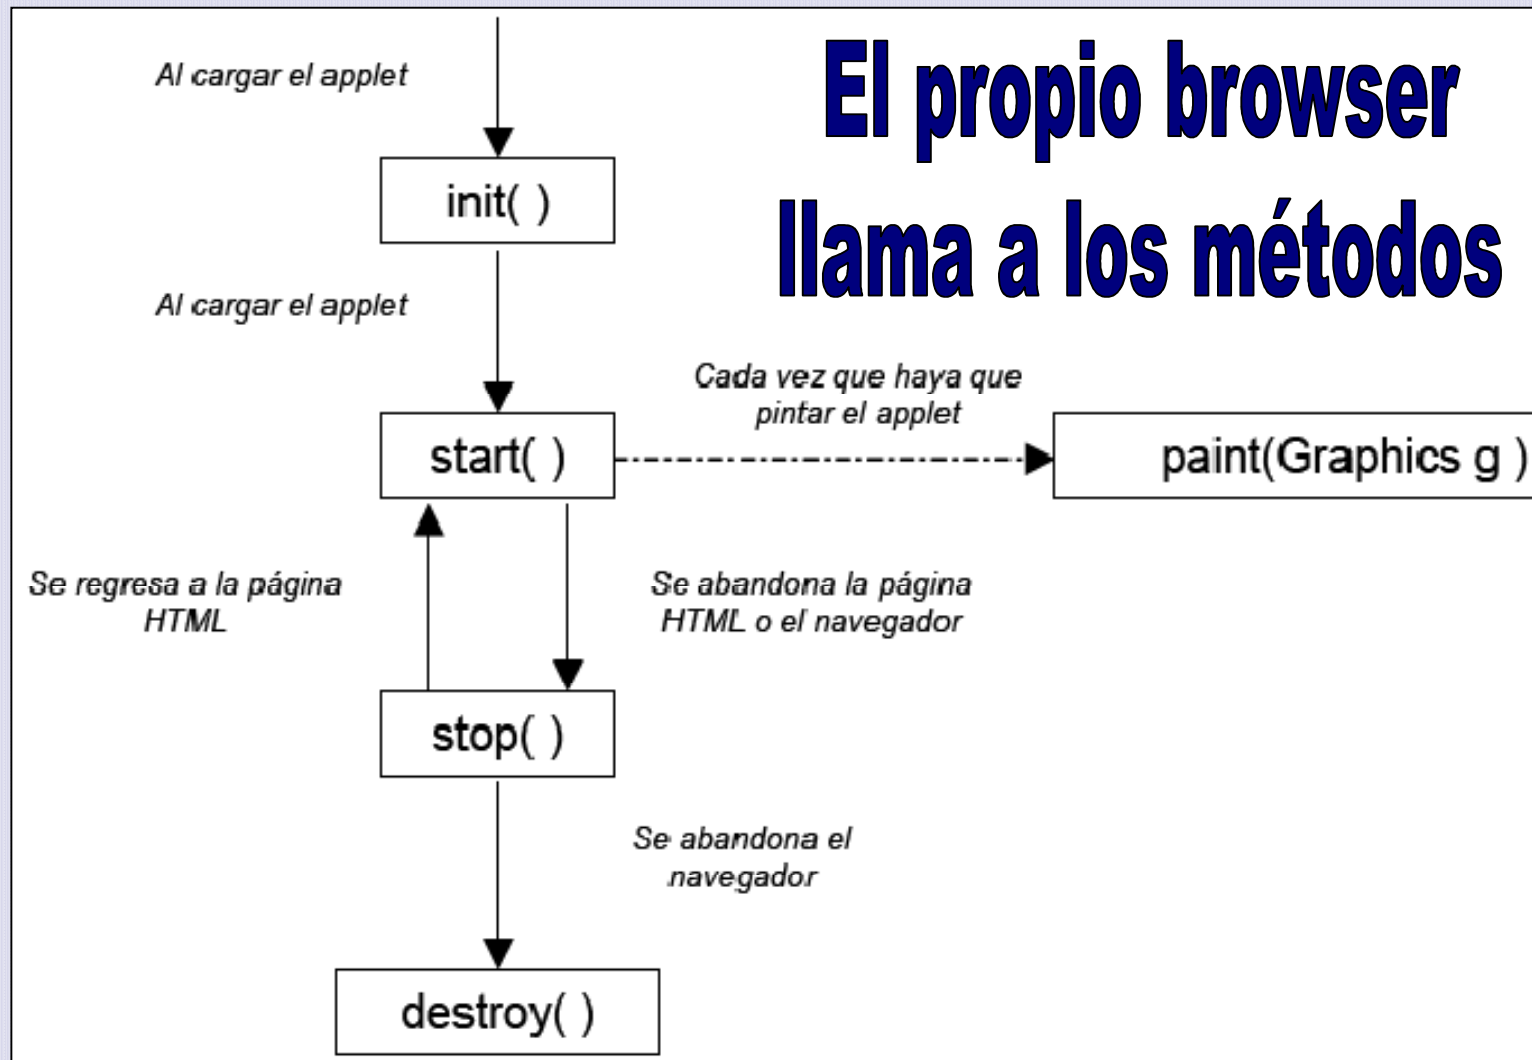 El propio browser
llama a los métodos
Al cargar el applet
init( )
Al cargar el applet
Cada vez que haya que
pintar el applet
start( )
paint(Graphics g )
Se regresa a la página
HTML
Se abandona la página
HTML o el navegador
stop( )
Se abandona el
navegador
destroy( )